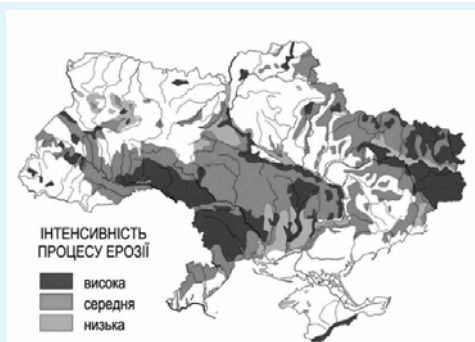 ІНТЕНСИВНІСТЬ
ПРОЦЕСУ ЕРОЗІЇ
висока
середня
низька